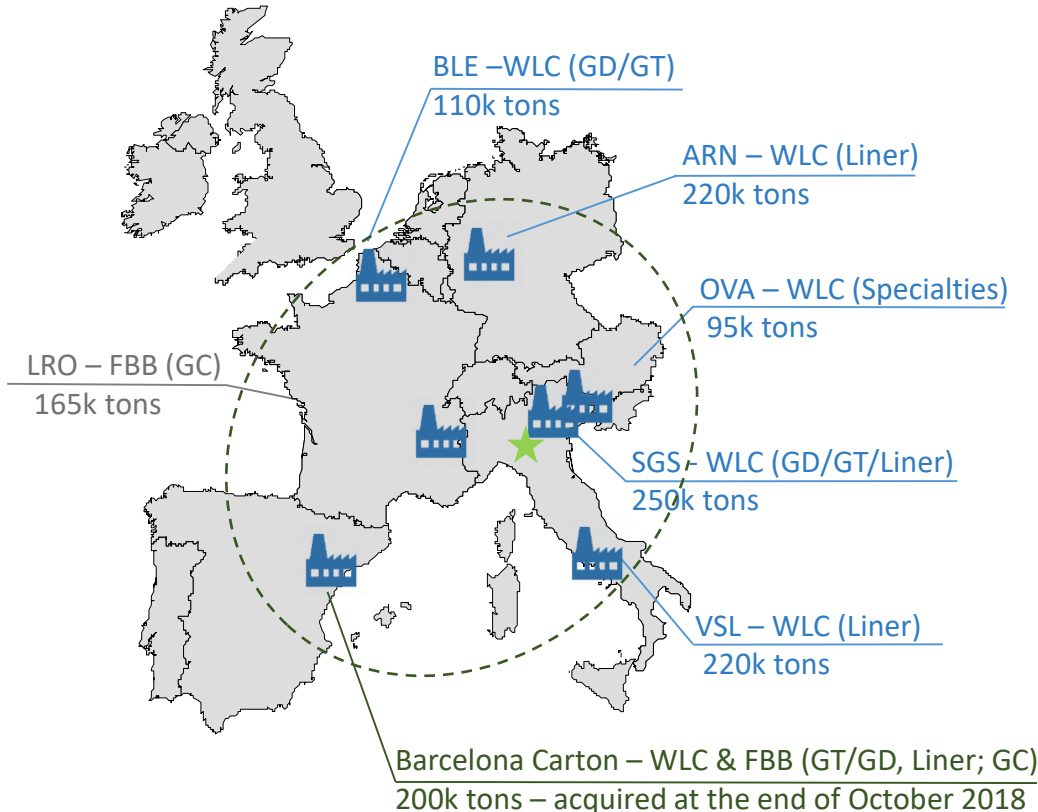 BLE –WLC (GD/GT)
110k tons
ARN – WLC (Liner)
220k tons
OVA – WLC (Specialties)
95k tons
LRO – FBB (GC)
165k tons
SGS - WLC (GD/GT/Liner)
250k tons
VSL – WLC (Liner)
220k tons
Barcelona Carton – WLC & FBB (GT/GD, Liner; GC)
200k tons – acquired at the end of October 2018